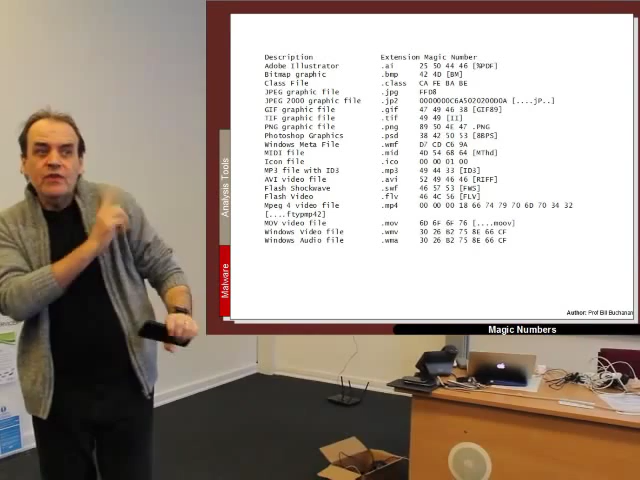 Description Extension Magic Number
Adobe Illustrator .ai 25 50 44 46 [%PDF]
Bitmap graphic .bmp 42 4D [BM]
Class File .class CA FE BA BE
JPEG graphic file .jpg FFD8
JPEG 2000 graphic file .jp2 0000000C6A5020200D0A [....jP..]
GIF graphic file .gif 47 49 46 38 [GIF89]
TIF graphic file .tif 49 49 [II]
PNG graphic file .png 89 50 4E 47 .PNG
Photoshop Graphics .psd 38 42 50 53 [8BPS]
Windows Meta File .wmf D7 CD C6 9A
MIDI file .mid 4D 54 68 64 [MThd]
Icon file .ico 00 00 01 00
MP3 file with ID3 .mp3 49 44 33 [ID3]
AVI video file .avi 52 49 46 46 [RIFF]
Flash Shockwave .swf 46 57 53 [FWS]
Flash Video .flv 46 4C 56 [FLV]
Mpeg 4 video file .mp4 00 00 00 18 66 74 79 70 6D 70 34 32
[....ftypmp42]
MOV video file .mov 6D 6F 6F 76 [....moov]
Windows Video file .wmv 30 26 B2 75 8E 66 CF
Windows Audio file .wma 30 26 B2 75 8E 66 CF
Analysis Tools
Malware
Author: Prof Bill Buchanan
Magic Numbers